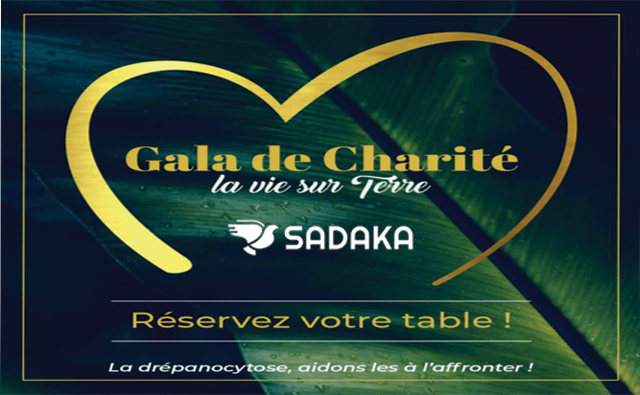 Gala de Charité
la vie sur Terre
SADAKA
Réservez votre table !
La drépanocytose, aidons les à l'affronter !